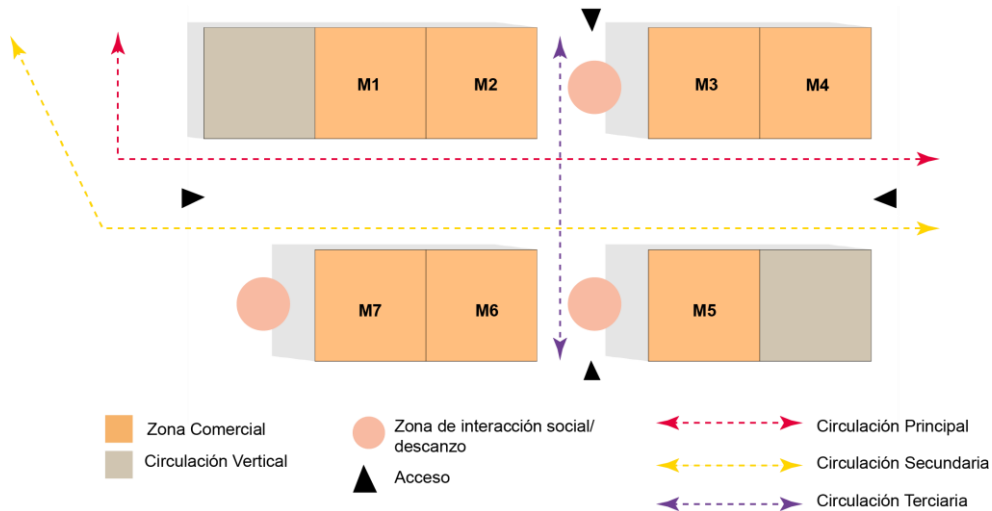 M1
M2
M3
M4
M7
M6
M5
Zona Comercial
Circulación Vertical
Zona de interacción social/
descanzo
Acceso
Circulación Principal
Circulación Secundaria
Circulación Terciaria